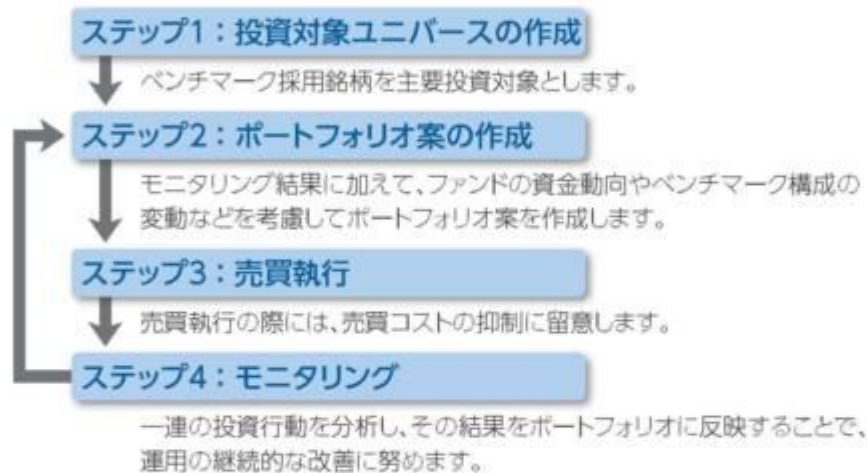 ステップ1：投資対象ユニバースの作成
ベンチマーク採用銘柄を主要投資対象とします。
ステップ2：ポートフォリオ案の作成
モニタリング結果に加えて、ファンドの資金動向やベンチマーク構成の
変動などを考慮してポートフォリオ案を作成します。
ステップ3：売買執行
売買執行の際には、売買コストの抑制に留意します。
ステップ4：モニタリング
一連の投資行動を分析し、その結果をポートフォリオに反映することで、
運用の継続的な改善に努めます。